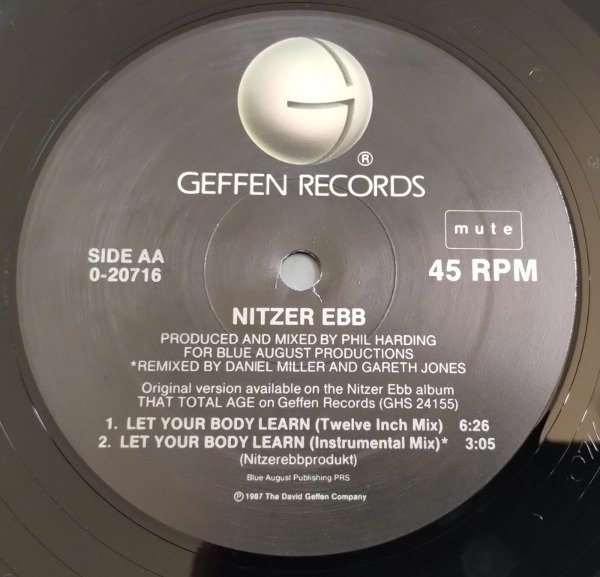 ®
GEFFEN RECORDS
mute
SIDE AA
0-20716
45 RPM
NITZER EBB
PRODUCED AND MIXED BY PHIL HARDING
FOR BLUE AUGUST PRODUCTIONS
*REMIXED BY DANIEL MILLER AND GARETH JONES
Original version available on the Nitzer Ebb album
THAT TOTAL AGE on Geffen Records (GHS 24155)
1. LET YOUR BODY LEARN (Twelve Inch Mix) 6:26
2. LET YOUR BODY LEARN (Instrumental Mix)* 3:05
(Nitzerebbprodukt)
Blue August Publishing PRS
℗ 1987 The David Geffen Company